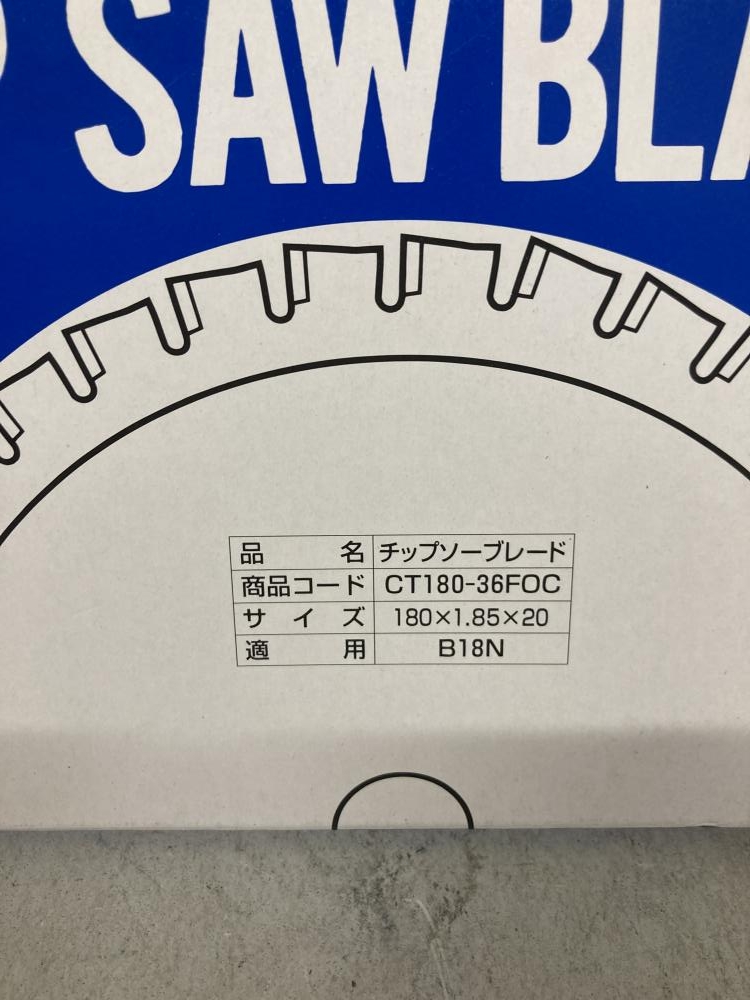 P SAW BLA
品名 チップソーブレード
商品コード CT180-36FOC
サイズ 180×1.85×20
適用 B18N